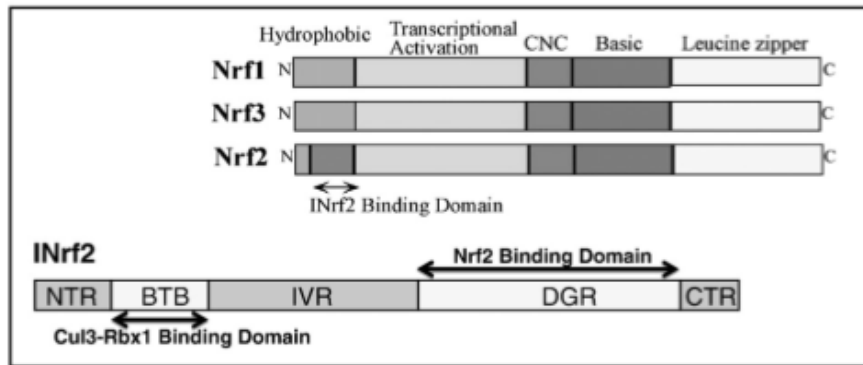 Hydrophobic Transcriptional Activation CNC Basic Leucine zipper
Nrf1 N C
Nrf3 N C
Nrf2 N C
INrf2 Binding Domain
INrf2
Nrf2 Binding Domain
NTR BTB IVR DGR CTR
Cul3-Rbx1 Binding Domain